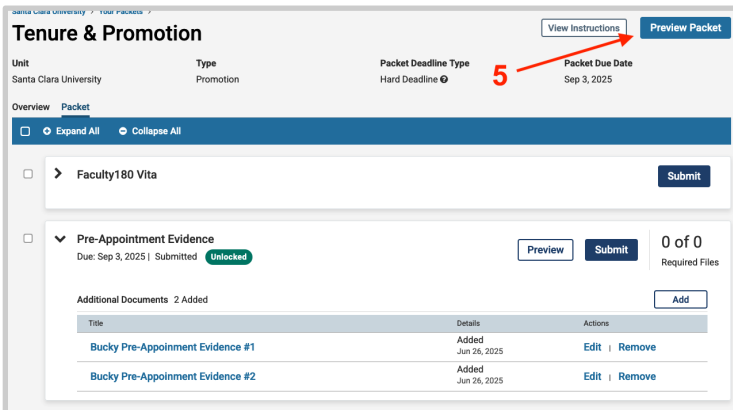 Santa Clara University > Your Packets >
Tenure & Promotion
View Instructions
Preview Packet
5
Unit
Type
Packet Deadline Type
Packet Due Date
Santa Clara University
Promotion
Hard Deadline
Sep 3, 2025
Overview Packet
Expand All Collapse All
Faculty180 Vita
Submit
Pre-Appointment Evidence
Due: Sep 3, 2025 | Submitted Unlocked
Preview
Submit
0 of 0
Required Files
Additional Documents 2 Added
Add
Title Details Actions
Bucky Pre-Appoinment Evidence #1
Added
Jun 26, 2025
Edit | Remove
Bucky Pre-Appoinment Evidence #2
Added
Jun 26, 2025
Edit | Remove